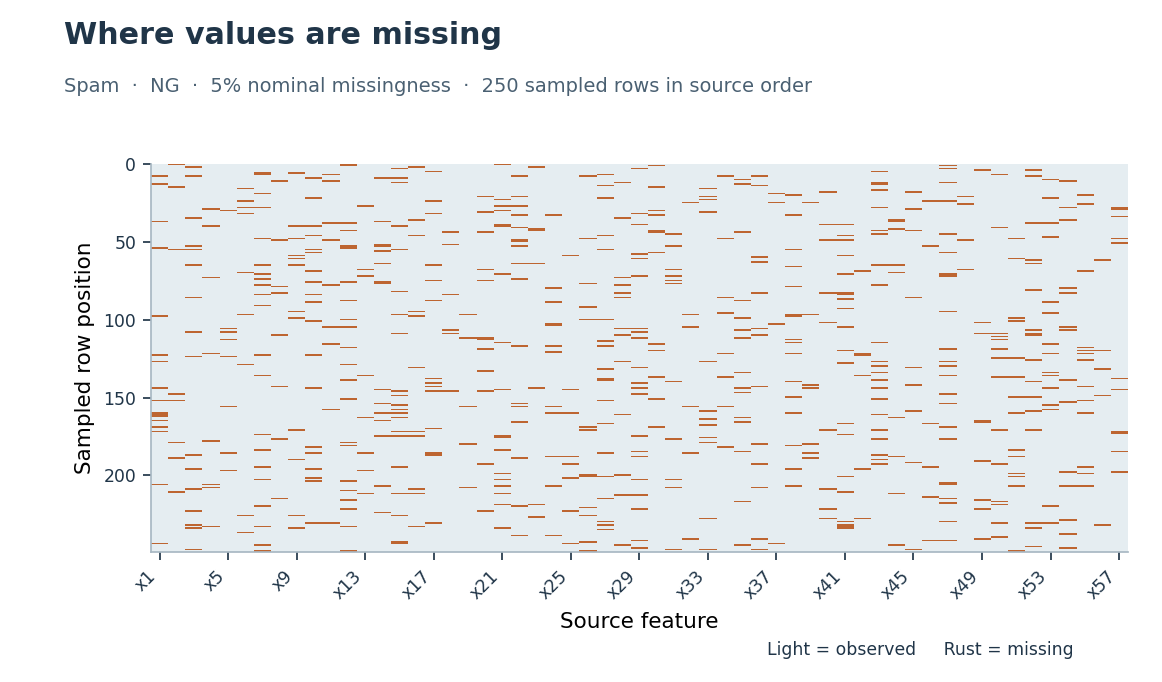 Where values are missing
Spam · NG · 5% nominal missingness · 250 sampled rows in source order
0
50
100
150
200
Sampled row position
x1 x5 x9 x13 x17 x21 x25 x29 x33 x37 x41 x45 x49 x53 x57
Source feature
Light = observed Rust = missing